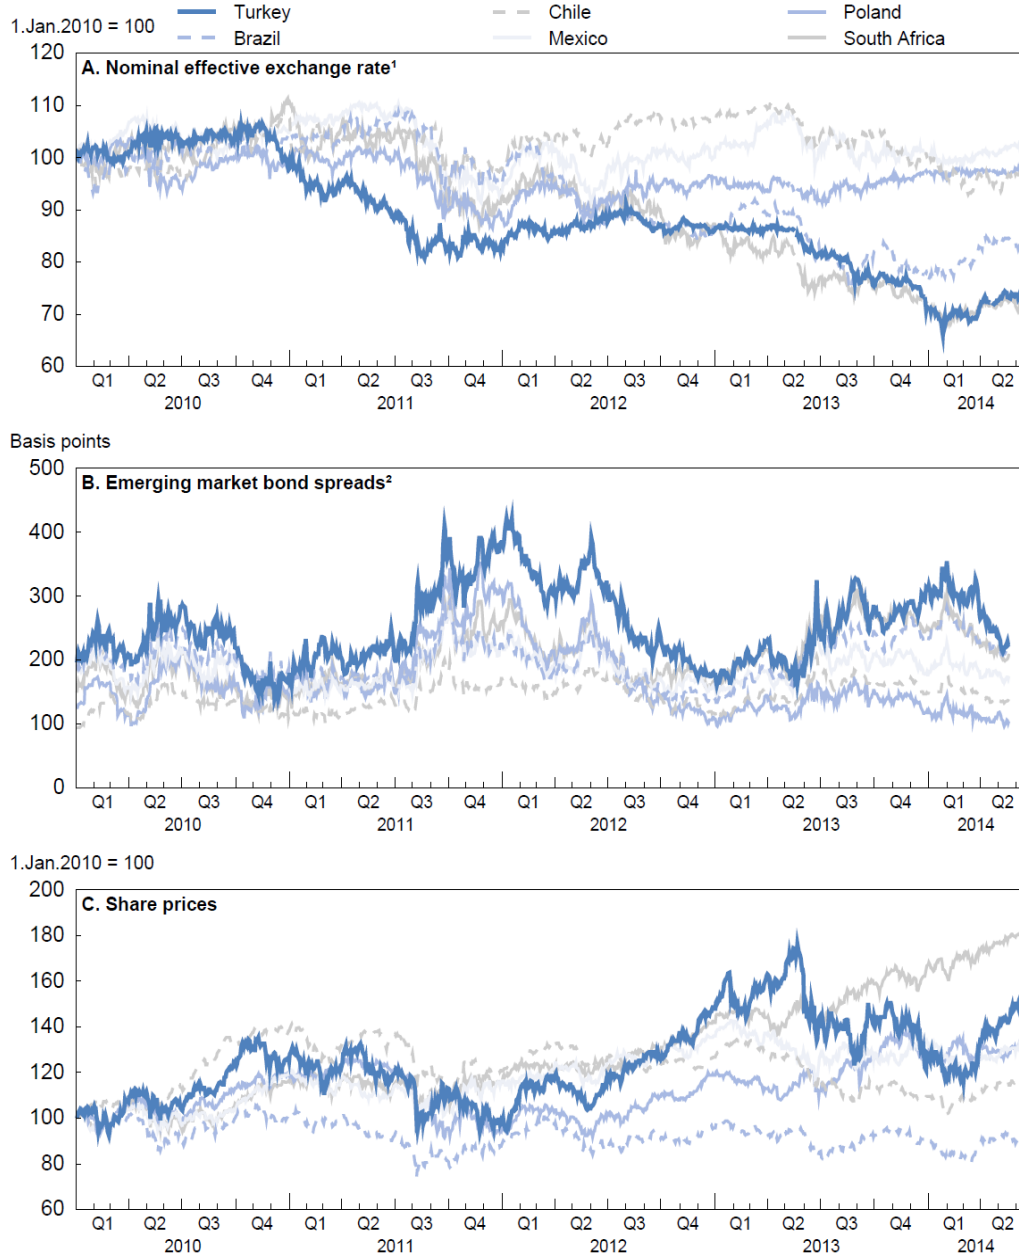 Turkey Chile Poland
1.Jan.2010 = 100 Brazil Mexico South Africa
120
A. Nominal effective exchange rate¹
110
100
90
80
70
60
Q1 Q2 Q3 Q4 Q1 Q2 Q3 Q4 Q1 Q2 Q3 Q4 Q1 Q2 Q3 Q4 Q1 Q2
2010 2011 2012 2013 2014
Basis points
500
B. Emerging market bond spreads²
400
300
200
100
0
Q1 Q2 Q3 Q4 Q1 Q2 Q3 Q4 Q1 Q2 Q3 Q4 Q1 Q2 Q3 Q4 Q1 Q2
2010 2011 2012 2013 2014
1.Jan.2010 = 100
200
C. Share prices
180
160
140
120
100
80
60
Q1 Q2 Q3 Q4 Q1 Q2 Q3 Q4 Q1 Q2 Q3 Q4 Q1 Q2 Q3 Q4 Q1 Q2
2010 2011 2012 2013 2014